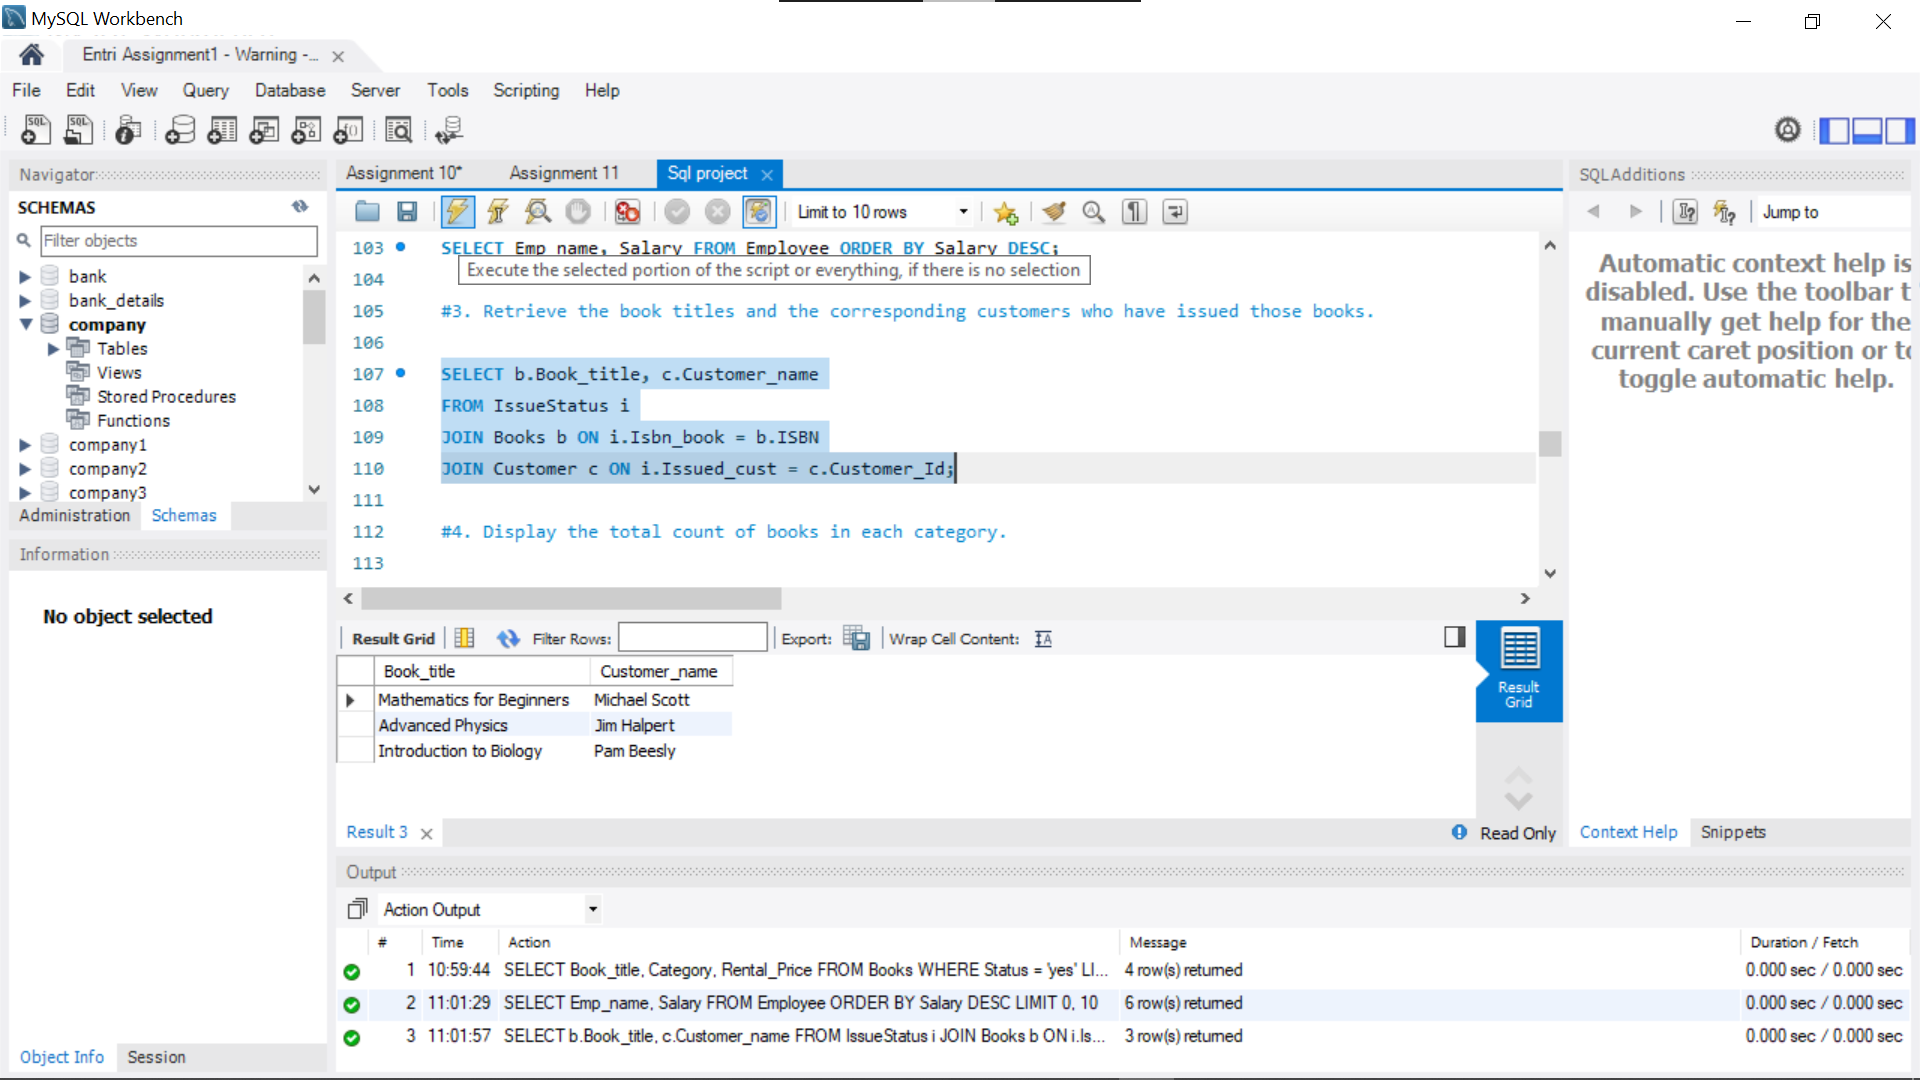 MySQL Workbench
Entri Assignment1 - Warning -...
File Edit View Query Database Server Tools Scripting Help
Navigator
SCHEMAS
Filter objects
bank
bank_details
company
Tables
Views
Stored Procedures
Functions
company1
company2
company3
Administration Schemas
Information
No object selected
Object Info Session
Assignment 10* Assignment 11 Sql project
Limit to 10 rows
103 SELECT Emp_name, Salary FROM Employee ORDER BY Salary DESC;
Execute the selected portion of the script or everything, if there is no selection
104
105 #3. Retrieve the book titles and the corresponding customers who have issued those books.
106
107 SELECT b.Book_title, c.Customer_name
108 FROM IssueStatus i
109 JOIN Books b ON i.Isbn_book = b.ISBN
110 JOIN Customer c ON i.Issued_cust = c.Customer_Id;
111
112 #4. Display the total count of books in each category.
113
Result Grid Filter Rows: Export: Wrap Cell Content:
Book_title Customer_name
Mathematics for Beginners Michael Scott
Advanced Physics Jim Halpert
Introduction to Biology Pam Beesly
Result Grid
Result 3
Read Only
SQLAdditions
Jump to
Automatic context help is
disabled. Use the toolbar t
manually get help for the
current caret position or to
toggle automatic help.
Context Help Snippets
Output
Action Output
# Time Action Message Duration / Fetch
1 10:59:44 SELECT Book_title, Category, Rental_Price FROM Books WHERE Status = 'yes' LI... 4 row(s) returned 0.000 sec / 0.000 sec
2 11:01:29 SELECT Emp_name, Salary FROM Employee ORDER BY Salary DESC LIMIT 0, 10 6 row(s) returned 0.000 sec / 0.000 sec
3 11:01:57 SELECT b.Book_title, c.Customer_name FROM IssueStatus i JOIN Books b ON i.Is... 3 row(s) returned 0.000 sec / 0.000 sec